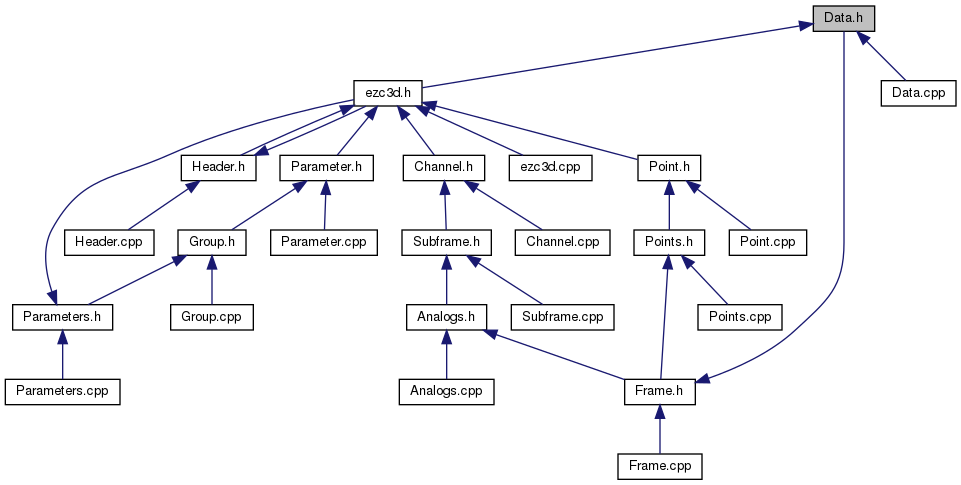 Data.h
ezc3d.h
Data.cpp
Header.h
Parameter.h
Channel.h
ezc3d.cpp
Point.h
Header.cpp
Group.h
Parameter.cpp
Subframe.h
Channel.cpp
Points.h
Point.cpp
Parameters.h
Group.cpp
Analogs.h
Subframe.cpp
Points.cpp
Parameters.cpp
Analogs.cpp
Frame.h
Frame.cpp